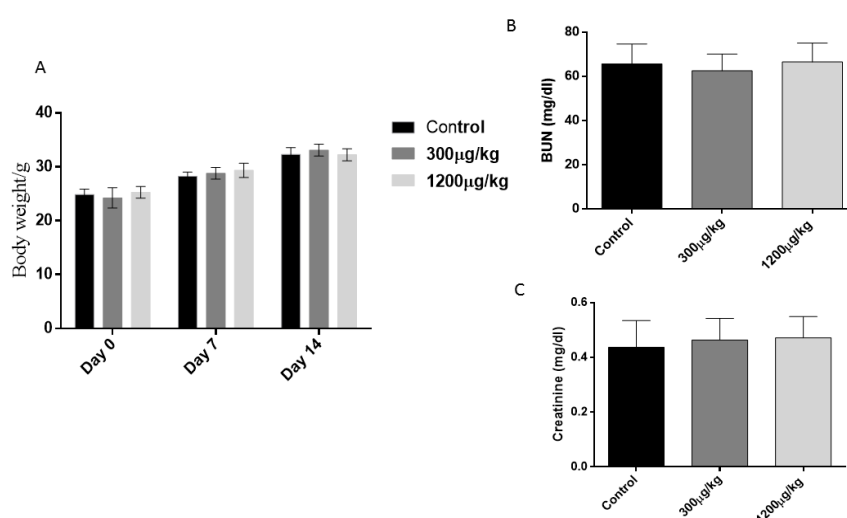 A
Body weight/g
40
30
20
10
0
Day 0
Day 7
Day 14
Control
300µg/kg
1200µg/kg
B
BUN (mg/dl)
80
60
40
20
0
Control
300µg/kg
1200µg/kg
C
Creatinine (mg/dl)
0.6
0.4
0.2
0.0
Control
300µg/kg
1200µg/kg